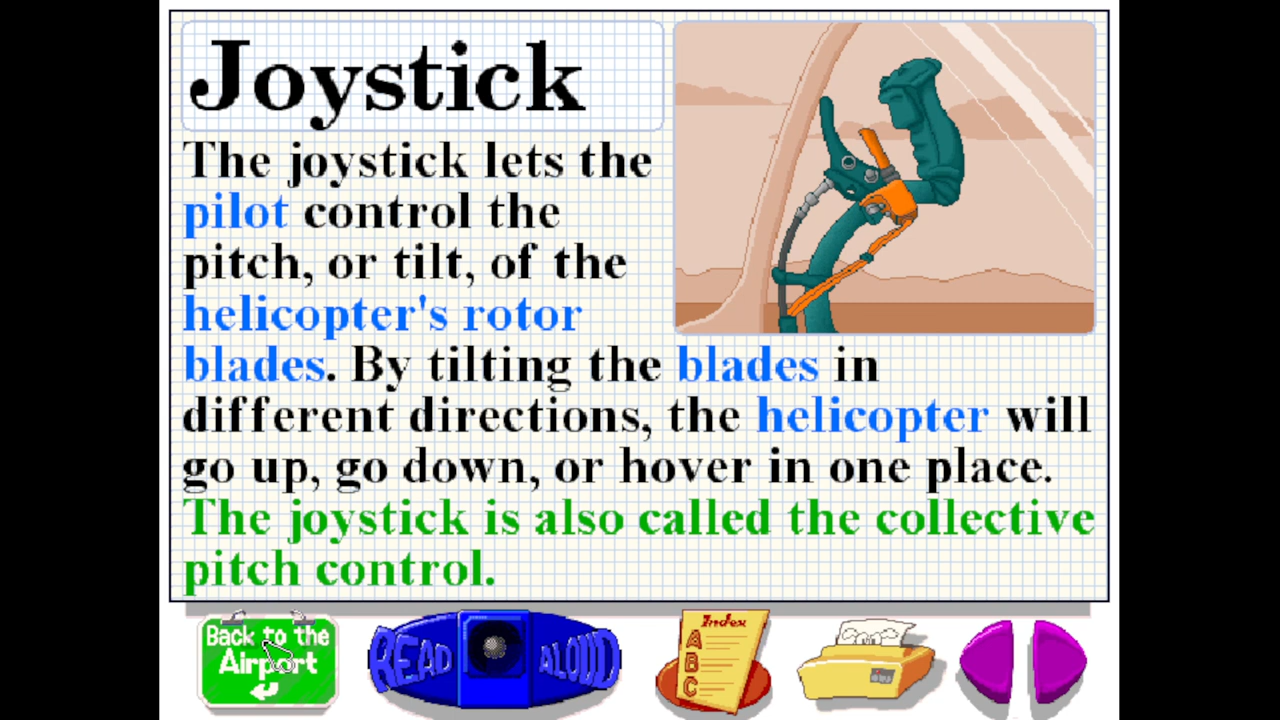 Joystick
The joystick lets the
pilot control the
pitch, or tilt, of the
helicopter's rotor
blades. By tilting the blades in
different directions, the helicopter will
go up, go down, or hover in one place.
The joystick is also called the collective
pitch control.
Back to the
Airport
READ ALOUD
Index
A
B
C